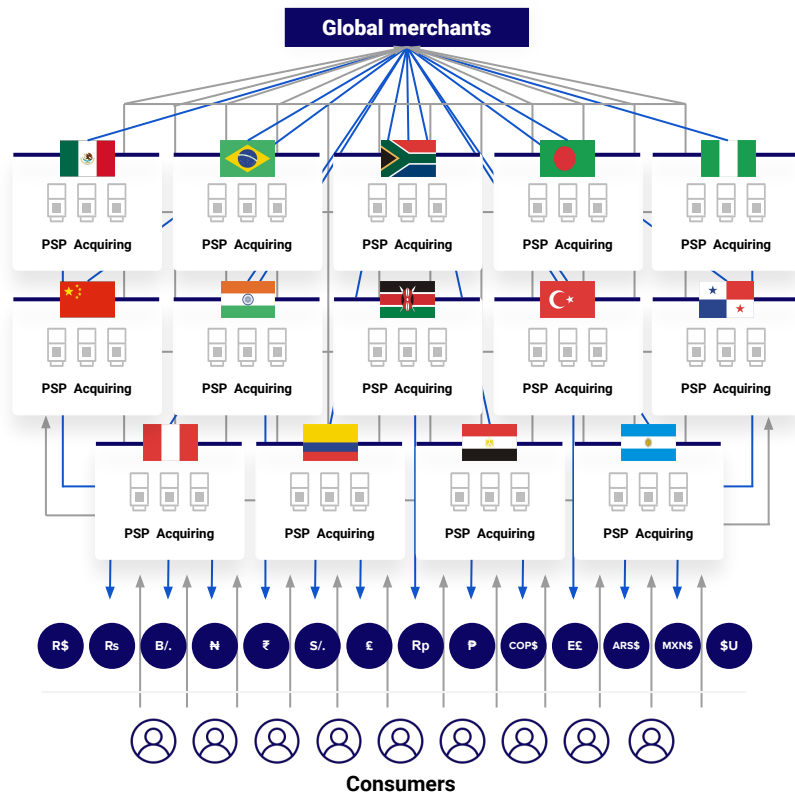 Global merchants
PSP Acquiring
PSP Acquiring
PSP Acquiring
PSP Acquiring
PSP Acquiring
PSP Acquiring
PSP Acquiring
PSP Acquiring
PSP Acquiring
PSP Acquiring
PSP Acquiring
PSP Acquiring
PSP Acquiring
PSP Acquiring
R$ ₨ B/. ₦ ₹ S/. £ Rp ₱ COP$ E£ ARS$ MXN$ $U
Consumers